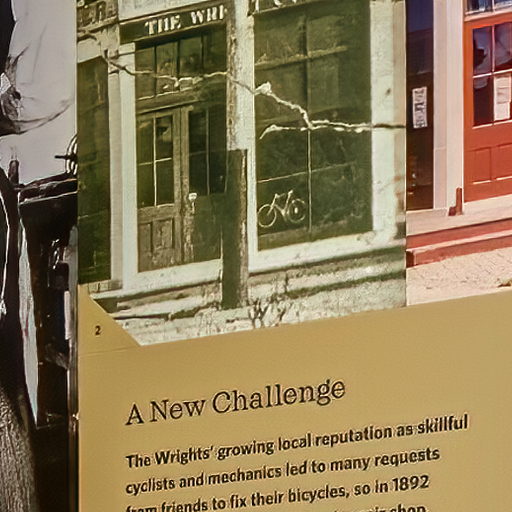 THE WRI
2
A New Challenge
The Wrights' growing local reputation as skillful
cyclists and mechanics led to many requests
from friends to fix their bicycles, so in 1892
shop